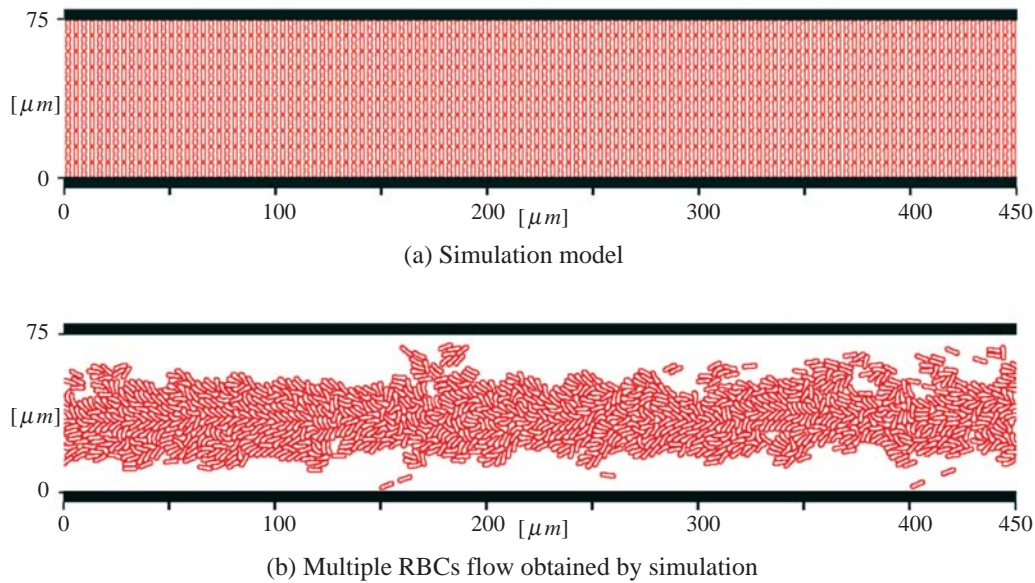 75
[μm]
0
0 100 200 300 400 450
[μm]
(a) Simulation model
75
[μm]
0
0 100 200 300 400 450
[μm]
(b) Multiple RBCs flow obtained by simulation